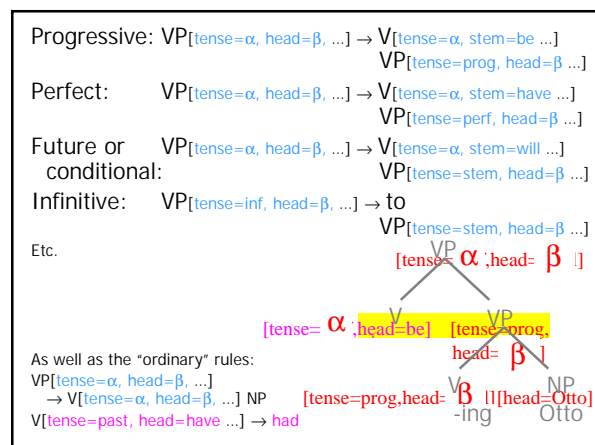 Progressive: VP[tense=α, head=β, ...] → V[tense=α, stem=be ...]
VP[tense=prog, head=β ...]
Perfect: VP[tense=α, head=β, ...] → V[tense=α, stem=have ...
VP[tense=perf, head=β ...]
Future or VP[tense=α, head=β, ...] → V[tense=α, stem=will ...
conditional: VP[tense=stem, head=β ...]
Infinitive: VP[tense=inf, head=β, ...] → to
VP[tense=stem, head=β ...]
Etc.
VP
[tense= α ,head= β ]
V VP
[tense= α ,head=be] [tense=prog,
head= β ]
As well as the “ordinary” rules:
VP[tense=α, head=β, ...]
→ V[tense=α, head=β, ...] NP
V NP
[tense=prog,head= β ] [head=Otto]
-ing Otto
V[tense=past, head=have ...] → had